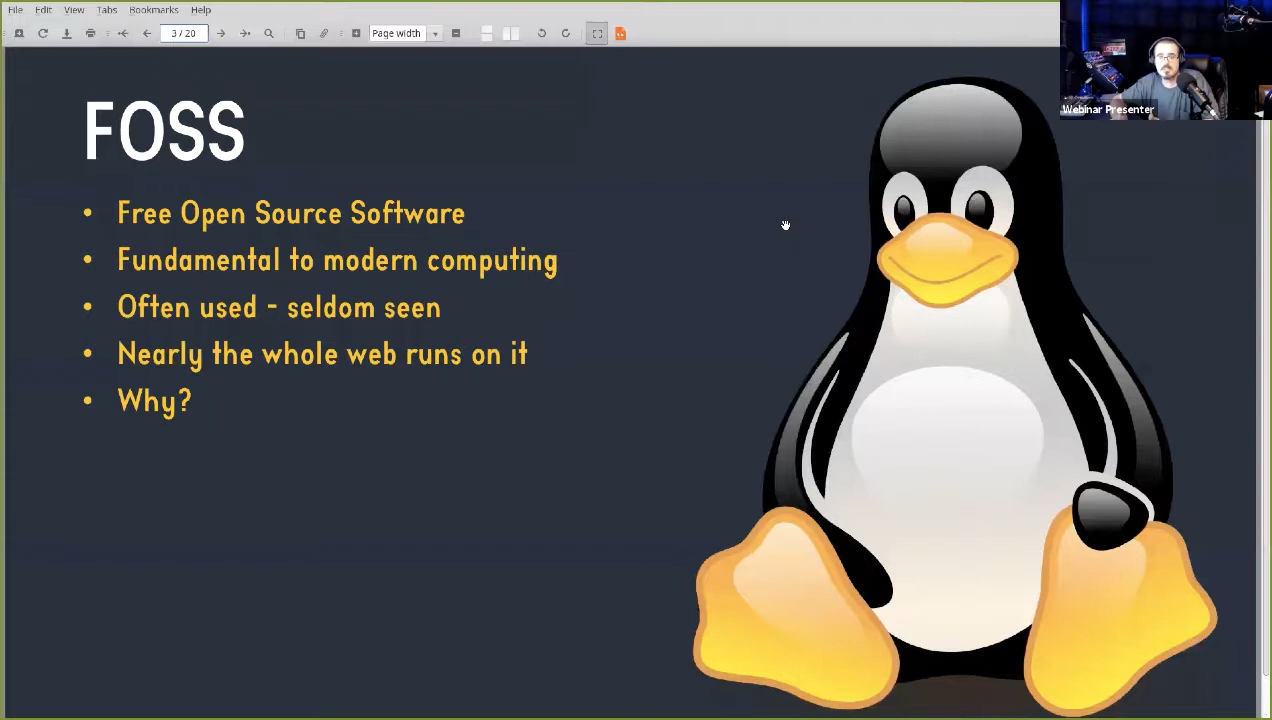 File Edit View Tabs Bookmarks Help
3 / 20 Page width
Webinar Presenter
FOSS
• Free Open Source Software
• Fundamental to modern computing
• Often used - seldom seen
• Nearly the whole web runs on it
• Why?